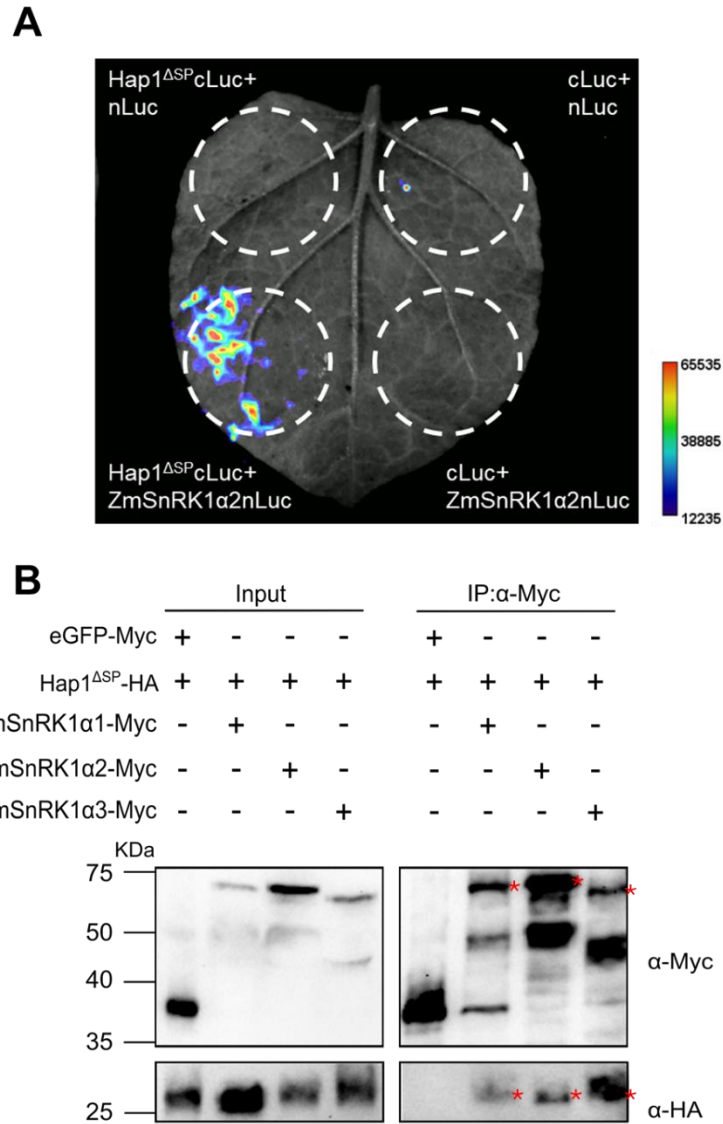 A
Hap1ΔSPcLuc+
nLuc
cLuc+
nLuc
Hap1ΔSPcLuc+
ZmSnRK1α2nLuc
cLuc+
ZmSnRK1α2nLuc
65535
38885
12235
B
Input IP:α-Myc
eGFP-Myc + - - - + - - -
Hap1ΔSP-HA + + + + + + + +
mSnRK1α1-Myc - + - - - + - -
mSnRK1α2-Myc - - + - - - + -
mSnRK1α3-Myc - - - + - - - +
KDa
75
50
40
35
25
* * *
α-Myc
* * *
α-HA